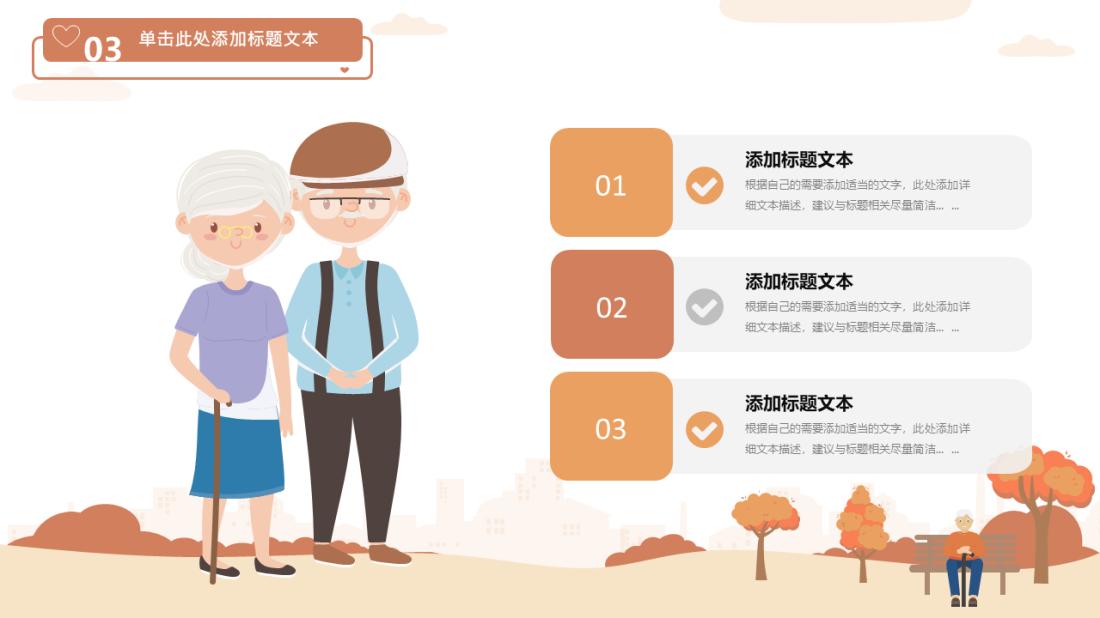 03
单击此处添加标题文本
01
添加标题文本
根据自己的需要添加适当的文字，此处添加详
细文本描述，建议与标题相关尽量简洁... ...
02
添加标题文本
根据自己的需要添加适当的文字，此处添加详
细文本描述，建议与标题相关尽量简洁... ...
03
添加标题文本
根据自己的需要添加适当的文字，此处添加详
细文本描述，建议与标题相关尽量简洁... ...